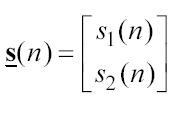 s(n) = [ s₁(n)
s₂(n) ]